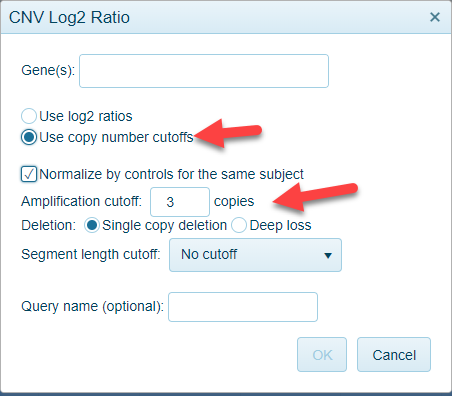 CNV Log2 Ratio
Gene(s):
Use log2 ratios
Use copy number cutoffs
Normalize by controls for the same subject
Amplification cutoff: 3 copies
Deletion: Single copy deletion Deep loss
Segment length cutoff: No cutoff
Query name (optional):
OK Cancel